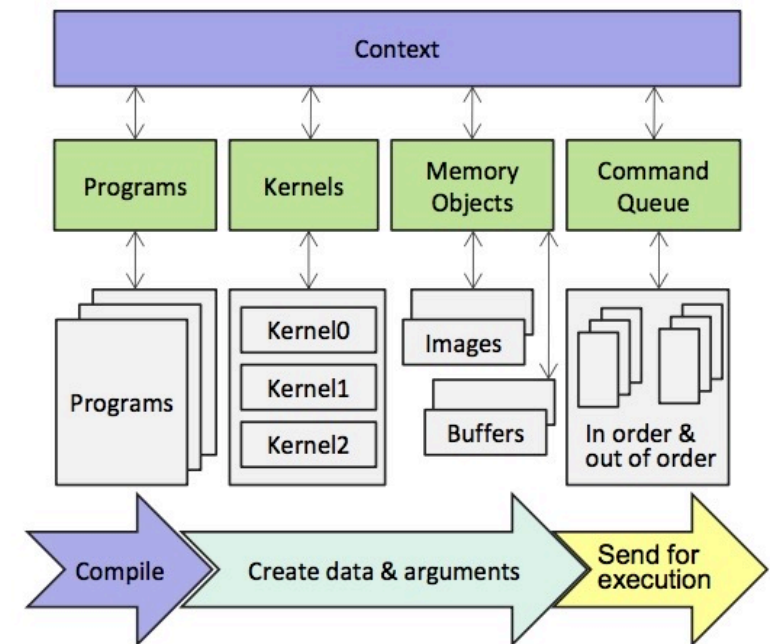 Context
Programs
Kernels
Memory
Objects
Command
Queue
Programs
Kernel0
Kernel1
Kernel2
Images
Buffers
In order &
out of order
Compile
Create data & arguments
Send for
execution